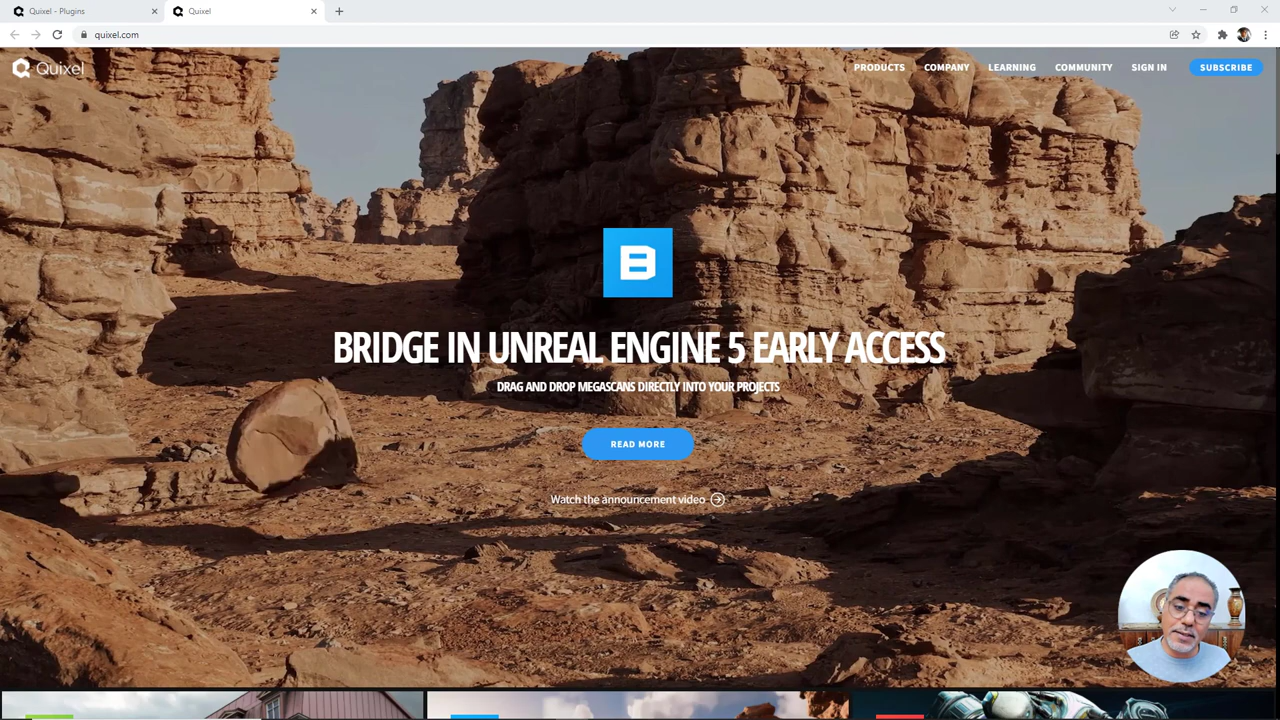 Quixel - Plugins
Quixel
quixel.com
Quixel
PRODUCTS
COMPANY
LEARNING
COMMUNITY
SIGN IN
SUBSCRIBE
BRIDGE IN UNREAL ENGINE 5 EARLY ACCESS
DRAG AND DROP MEGASCANS DIRECTLY INTO YOUR PROJECTS
READ MORE
Watch the announcement video